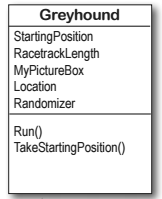 Greyhound
StartingPosition
RacetrackLength
MyPictureBox
Location
Randomizer
Run()
TakeStartingPosition()